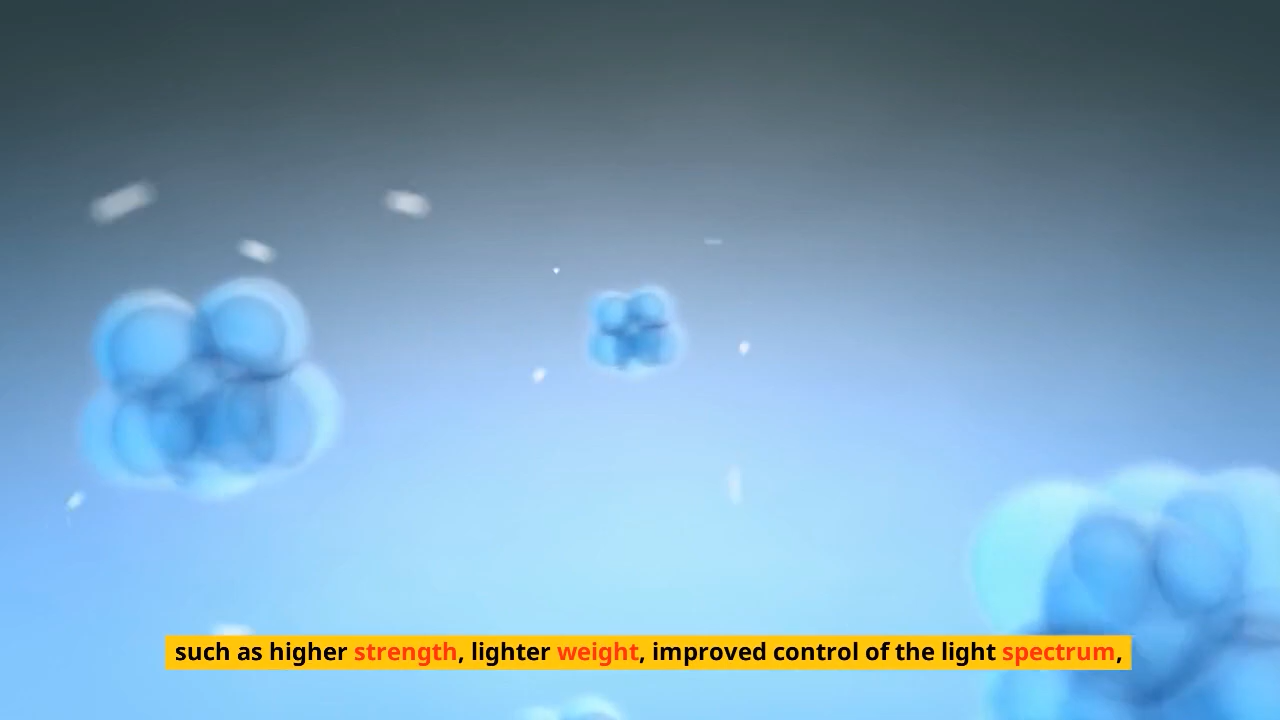 such as higher strength, lighter weight, improved control of the light spectrum,